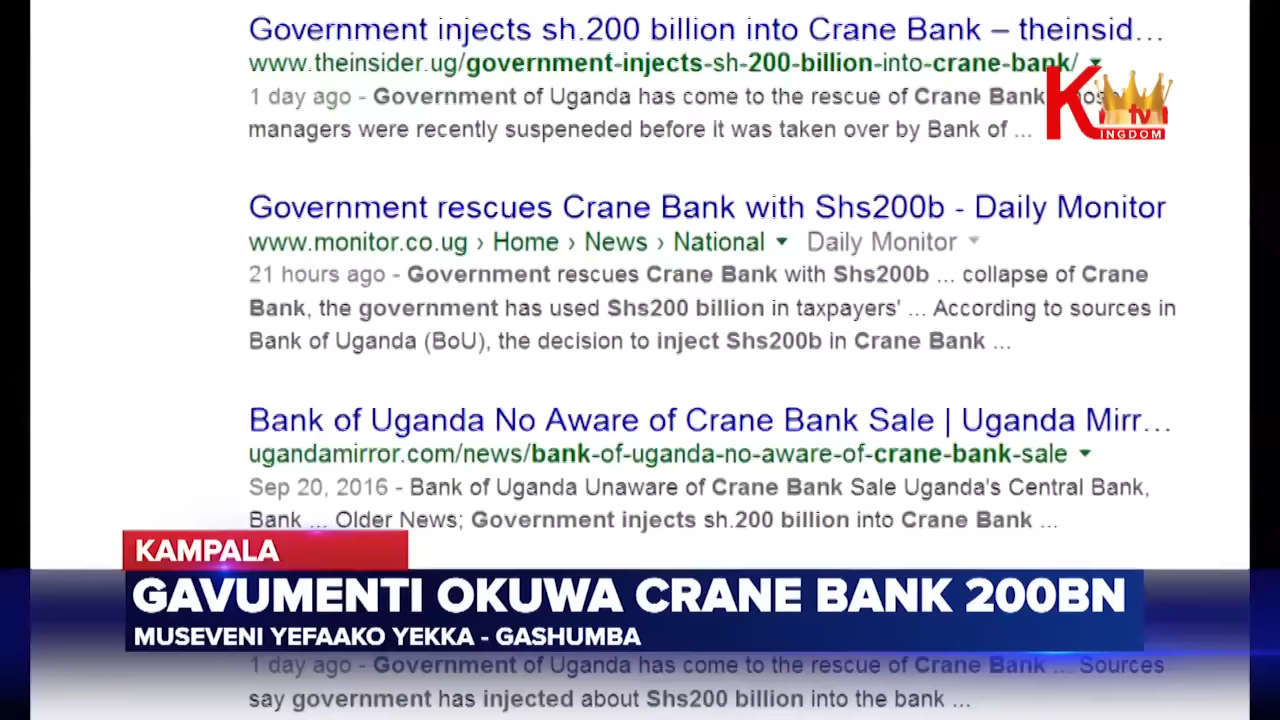 Government injects sh.200 billion into Crane Bank – theinsid...
www.theinsider.ug/government-injects-sh-200-billion-into-crane-bank/
1 day ago - Government of Uganda has come to the rescue of Crane Bank
managers were recently suspeneded before it was taken over by Bank of ...
K tv
INGDOM
Government rescues Crane Bank with Shs200b - Daily Monitor
www.monitor.co.ug › Home › News › National Daily Monitor
21 hours ago - Government rescues Crane Bank with Shs200b ... collapse of Crane
Bank, the government has used Shs200 billion in taxpayers' ... According to sources in
Bank of Uganda (BoU), the decision to inject Shs200b in Crane Bank ...
Bank of Uganda No Aware of Crane Bank Sale | Uganda Mirr...
ugandamirror.com/news/bank-of-uganda-no-aware-of-crane-bank-sale
Sep 20, 2016 - Bank of Uganda Unaware of Crane Bank Sale Uganda's Central Bank,
Bank ... Older News; Government injects sh.200 billion into Crane Bank ...
KAMPALA
GAVUMENTI OKUWA CRANE BANK 200BN
MUSEVENI YEFAAKO YEKKA - GASHUMBA
1 day ago - Government of Uganda has come to the rescue of Crane Bank ... Sources
say government has injected about Shs200 billion into the bank ...